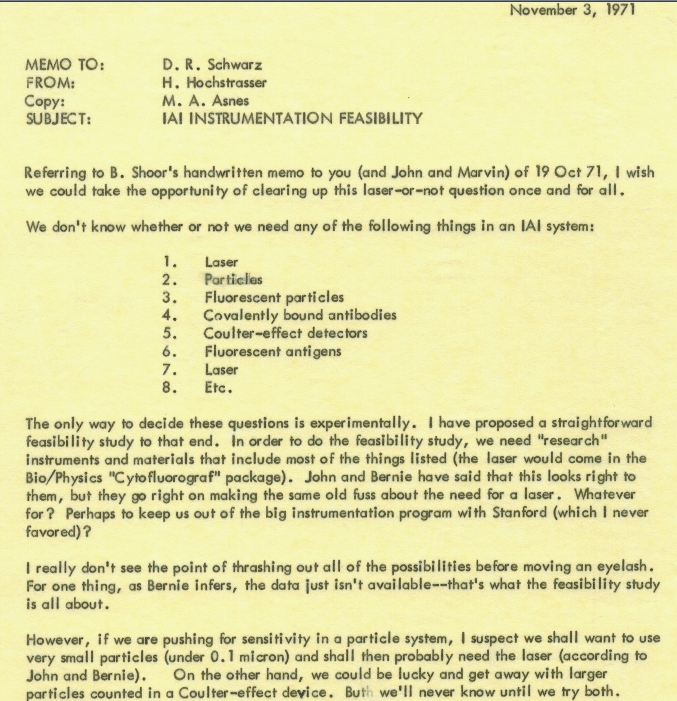 November 3, 1971
MEMO TO: D. R. Schwarz
FROM: H. Hochstrasser
Copy: M. A. Asnes
SUBJECT: IAI INSTRUMENTATION FEASIBILITY
Referring to B. Shoor's handwritten memo to you (and John and Marvin) of 19 Oct 71, I wish
we could take the opportunity of clearing up this laser-or-not question once and for all.
We don't know whether or not we need any of the following things in an IAI system:
1. Laser
2. Particles
3. Fluorescent particles
4. Covalently bound antibodies
5. Coulter-effect detectors
6. Fluorescent antigens
7. Laser
8. Etc.
The only way to decide these questions is experimentally. I have proposed a straightforward
feasibility study to that end. In order to do the feasibility study, we need "research"
instruments and materials that include most of the things listed (the laser would come in the
Bio/Physics "Cytofluorograf" package). John and Bernie have said that this looks right to
them, but they go right on making the same old fuss about the need for a laser. Whatever
for? Perhaps to keep us out of the big instrumentation program with Stanford (which I never
favored)?
I really don't see the point of thrashing out all of the possibilities before moving an eyelash.
For one thing, as Bernie infers, the data just isn't available--that's what the feasibility study
is all about.
However, if we are pushing for sensitivity in a particle system, I suspect we shall want to use
very small particles (under 0.1 micron) and shall then probably need the laser (according to
John and Bernie). On the other hand, we could be lucky and get away with larger
particles counted in a Coulter-effect device. But we'll never know until we try both.